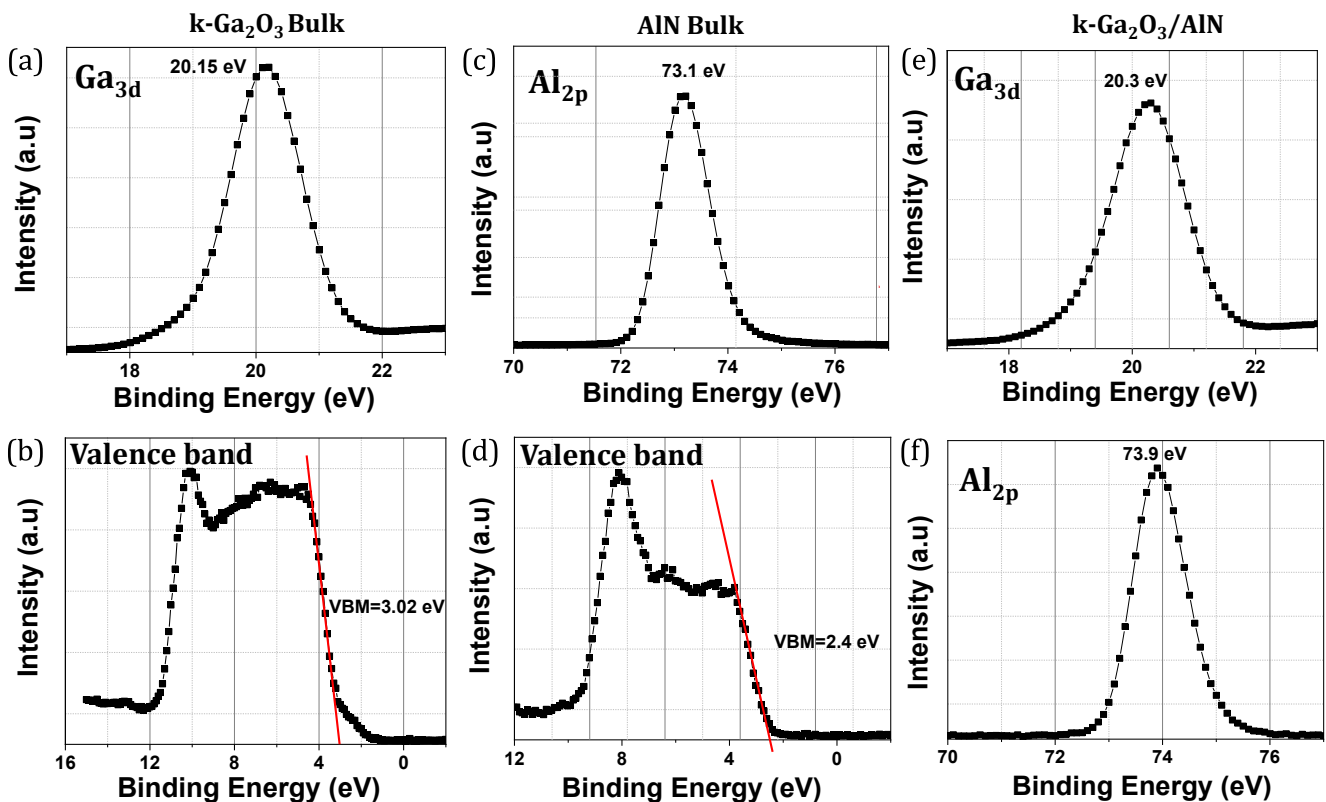 k-Ga₂O₃ Bulk
AlN Bulk
k-Ga₂O₃/AlN
(a)
Ga₃d
20.15 eV
Intensity (a.u)
18 20 22
Binding Energy (eV)
(c)
Al₂p
73.1 eV
Intensity (a.u)
70 72 74 76
Binding Energy (eV)
(e)
Ga₃d
20.3 eV
Intensity (a.u)
18 20 22
Binding Energy (eV)
(b)
Valence band
VBM=3.02 eV
Intensity (a.u)
16 12 8 4 0
Binding Energy (eV)
(d)
Valence band
VBM=2.4 eV
Intensity (a.u)
12 8 4 0
Binding Energy (eV)
(f)
Al₂p
73.9 eV
Intensity (a.u)
70 72 74 76
Binding Energy (eV)